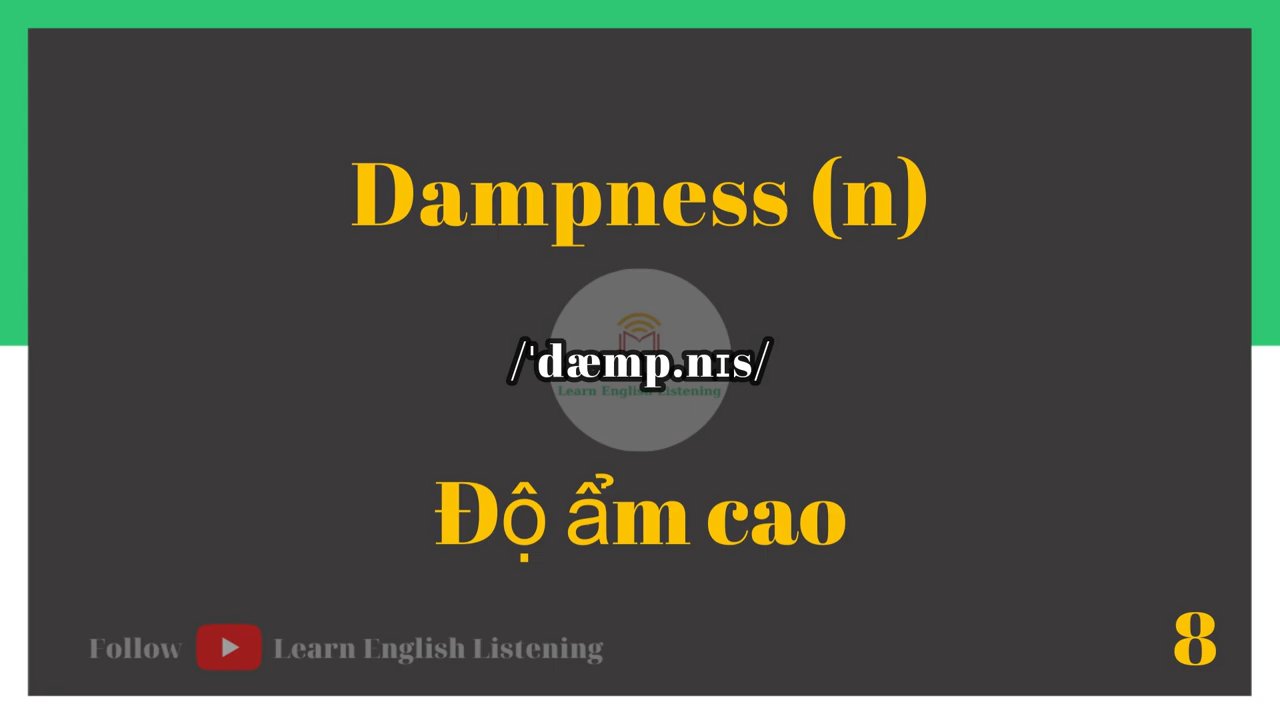 Dampness (n)
/ˈdæmp.nɪs/
Learn English Listening
Độ ẩm cao
Follow Learn English Listening
8